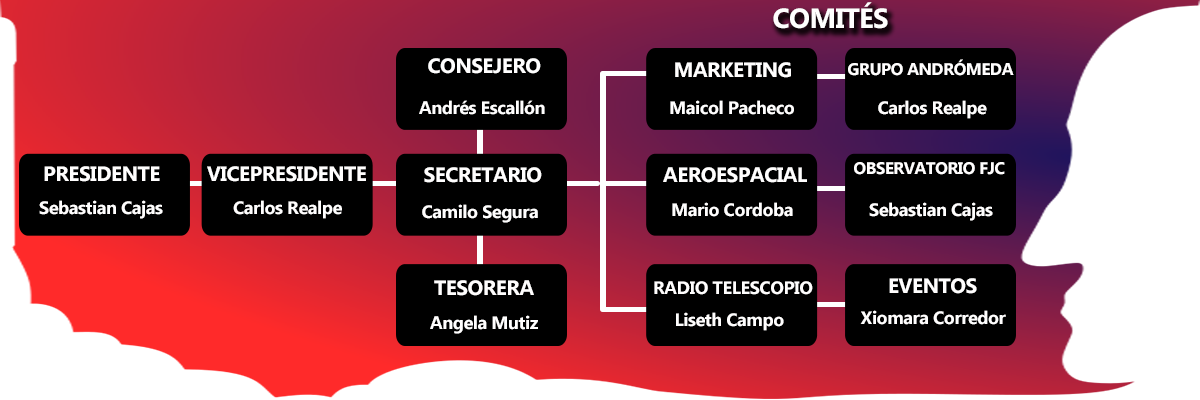 COMITÉS
PRESIDENTE
Sebastian Cajas
VICEPRESIDENTE
Carlos Realpe
CONSEJERO
Andrés Escallón
SECRETARIO
Camilo Segura
TESORERA
Angela Mutiz
MARKETING
Maicol Pacheco
GRUPO ANDRÓMEDA
Carlos Realpe
AEROESPACIAL
Mario Cordoba
OBSERVATORIO FJC
Sebastian Cajas
RADIO TELESCOPIO
Liseth Campo
EVENTOS
Xiomara Corredor